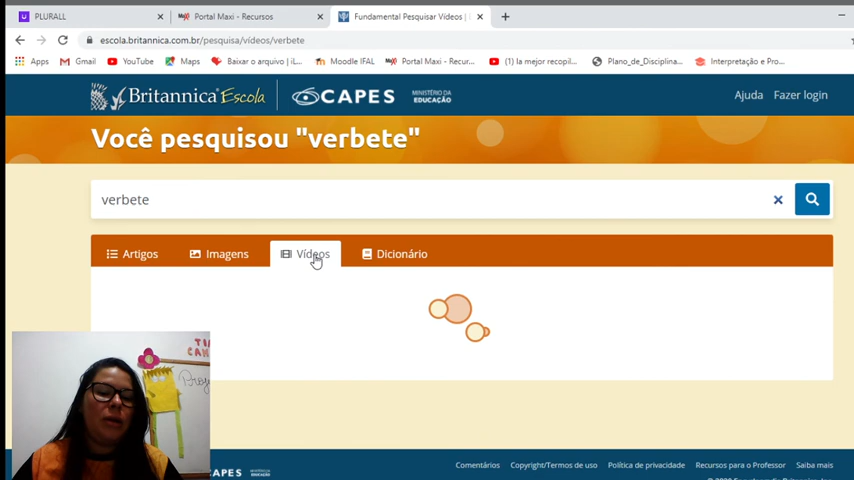 PLURALL
Portal Maxi - Recursos
Fundamental Pesquisar Vídeos |
escola.britannica.com.br/pesquisa/vídeos/verbete
Apps
Gmail
YouTube
Maps
Baixar o arquivo | iL...
Moodle IFAL
Portal Maxi - Recur...
(1) la mejor recopil...
Plano_de_Disciplina...
Interpretação e Pro...
Britannica Escola
CAPES
MINISTÉRIO DA
EDUCAÇÃO
Ajuda
Fazer login
Você pesquisou "verbete"
verbete
Artigos
Imagens
Vídeos
Dicionário
Comentários
Copyright/Termos de uso
Política de privacidade
Recursos para o Professor
Saiba mais